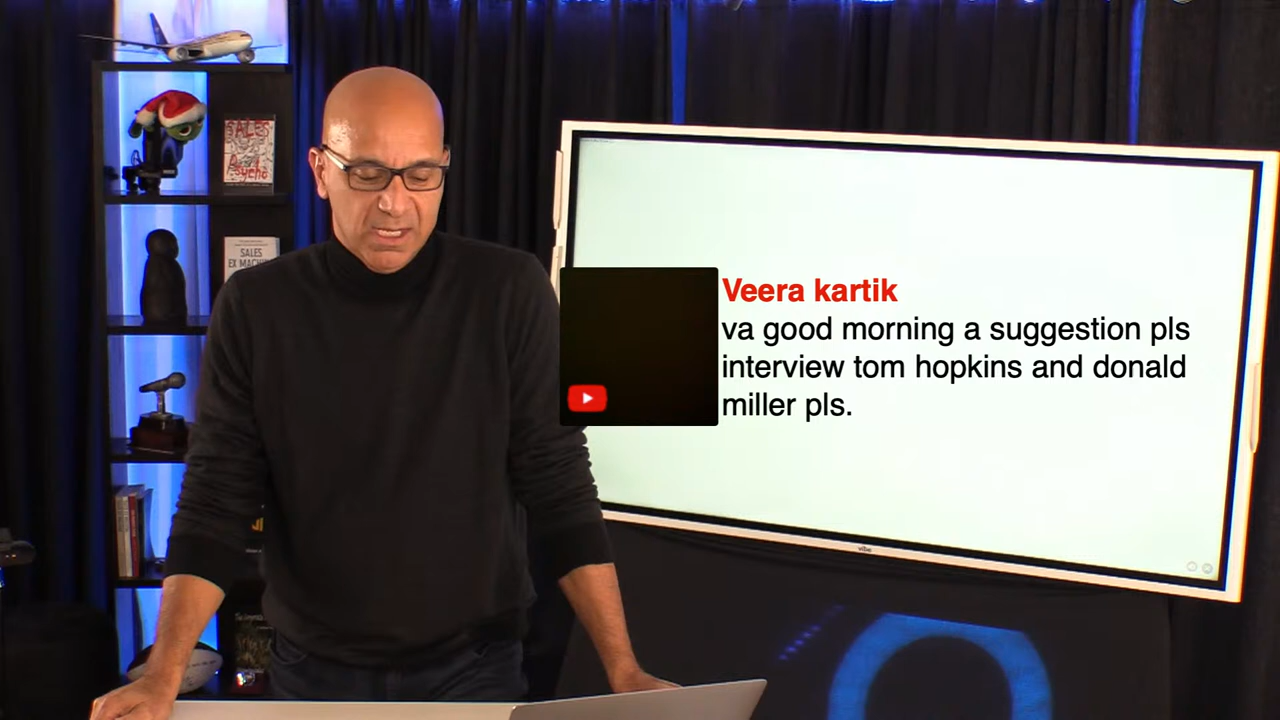 SALES
Psycho
SALES
EX MACHINA
Veera kartik
va good morning a suggestion pls
interview tom hopkins and donald
miller pls.
vibe